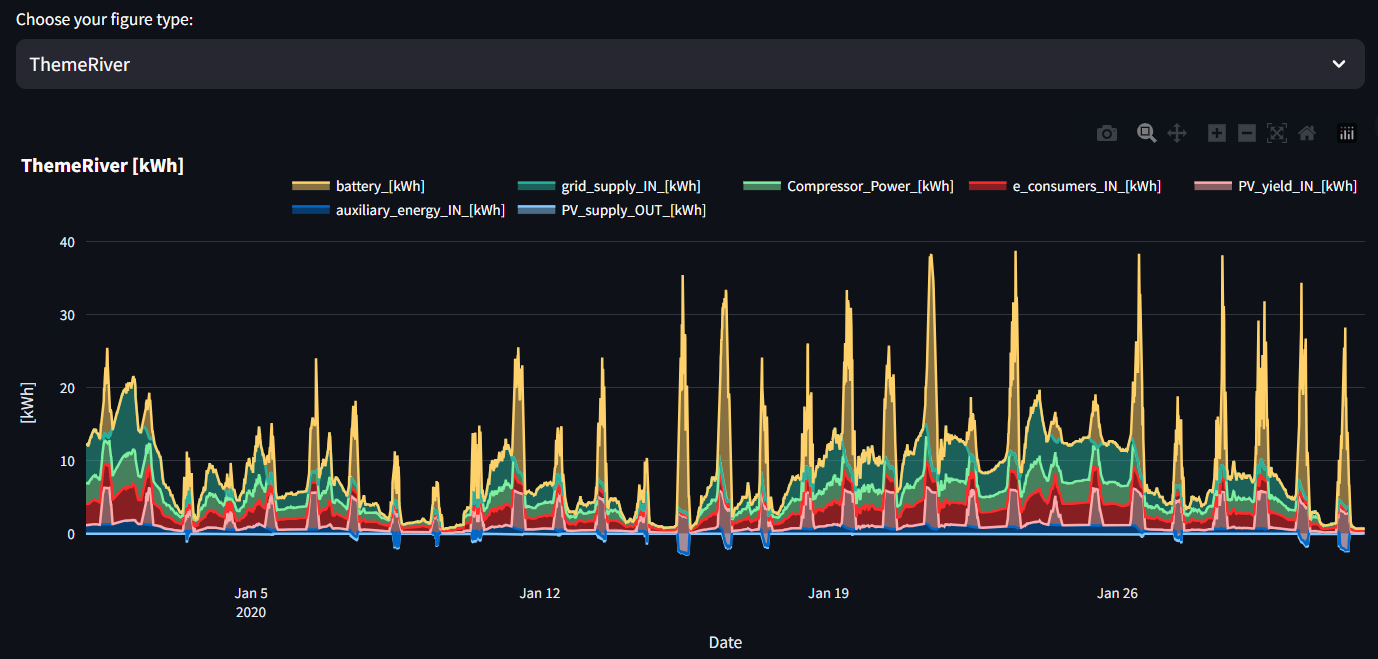 Choose your figure type:
ThemeRiver
ThemeRiver [kWh]
battery_[kWh] grid_supply_IN_[kWh] Compressor_Power_[kWh] e_consumers_IN_[kWh] PV_yield_IN_[kWh]
auxiliary_energy_IN_[kWh] PV_supply_OUT_[kWh]
40
30
20
10
0
[kWh]
Jan 5 Jan 12 Jan 19 Jan 26
2020
Date